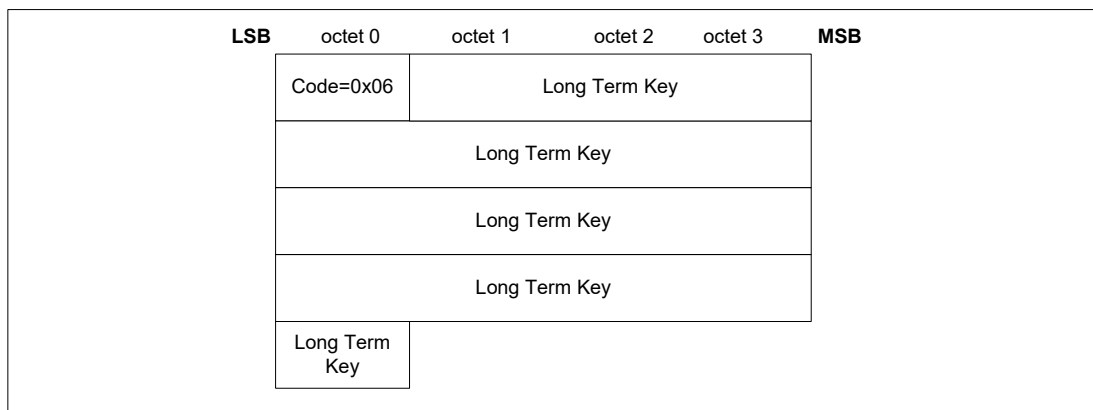 LSB octet 0 octet 1 octet 2 octet 3 MSB
Code=0x06 Long Term Key
Long Term Key
Long Term Key
Long Term Key
Long Term
Key